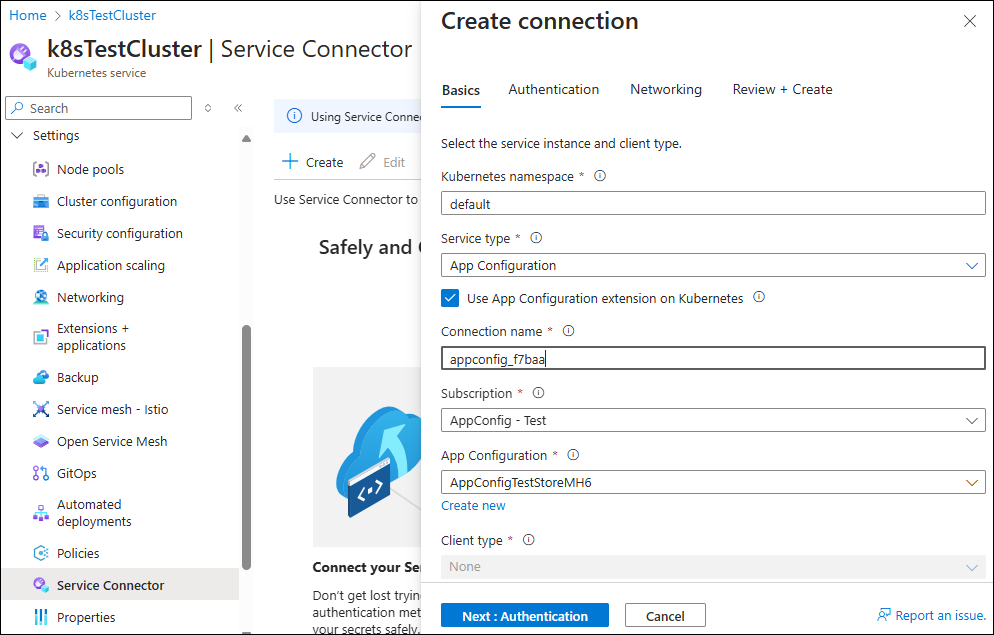 Home > k8sTestCluster
k8sTestCluster | Service Connector
Kubernetes service
Search
Settings
Node pools
Cluster configuration
Security configuration
Application scaling
Networking
Extensions +
applications
Backup
Service mesh - Istio
Open Service Mesh
GitOps
Automated
deployments
Policies
Service Connector
Properties
Using Service Connec
Create Edit
Use Service Connector to
Safely and
Connect your Se
Don't get lost trying
authentication met
your secrets safely.
Create connection
Basics Authentication Networking Review + Create
Select the service instance and client type.
Kubernetes namespace *
default
Service type *
App Configuration
Use App Configuration extension on Kubernetes
Connection name *
appconfig_f7baa
Subscription *
AppConfig - Test
App Configuration *
AppConfigTestStoreMH6
Create new
Client type *
None
Next : Authentication Cancel Report an issue.